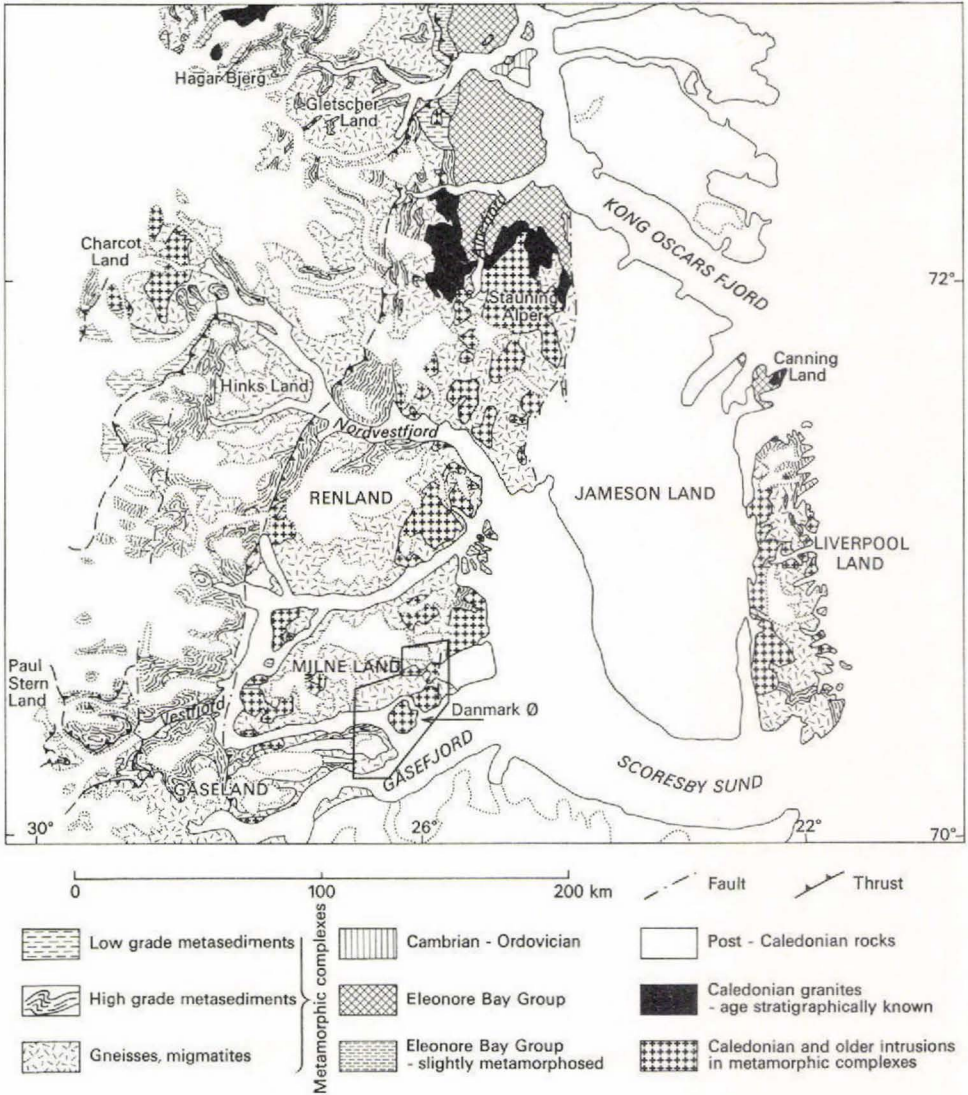 Hagar Bjerg
Gletscher
Land
KONG OSCARS FJORD
Charcot
Land
72°
Stauning
Alper
Canning
Land
Hinks Land
Nordvestfjord
RENLAND
JAMESON LAND
LIVERPOOL
LAND
Paul
Stern
Land
MILNE LAND
Vestfjord
Danmark Ø
GÅSEFJORD
GÅSELAND
SCORESBY SUND
30°
26°
22°
70°
0
100
200 km
Fault
Thrust
Metamorphic complexes
Low grade metasediments
Cambrian - Ordovician
Post - Caledonian rocks
High grade metasediments
Eleonore Bay Group
Caledonian granites
- age stratigraphically known
Gneisses, migmatites
Eleonore Bay Group
- slightly metamorphosed
Caledonian and older intrusions
in metamorphic complexes